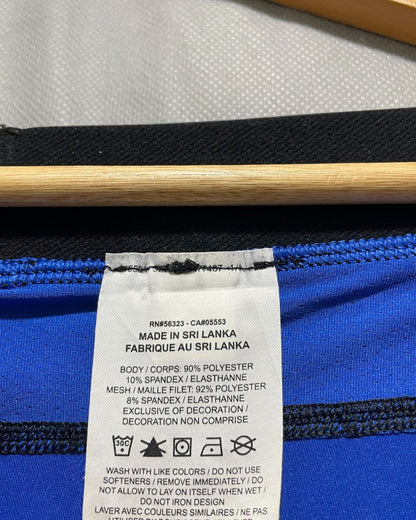 RN#56323 - CA#05553
MADE IN SRI LANKA
FABRIQUE AU SRI LANKA
BODY / CORPS: 90% POLYESTER
10% SPANDEX / ELASTHANNE
MESH / MAILLE FILET: 92% POLYESTER
8% SPANDEX / ELASTHANNE
EXCLUSIVE OF DECORATION /
DECORATION NON COMPRISE
30C
WASH WITH LIKE COLORS / DO NOT USE
SOFTENERS / REMOVE IMMEDIATELY / DO
NOT ALLOW TO LAY ON ITSELF WHEN WET /
DO NOT IRON DESIGN
LAVER AVEC COULEURS SIMILAIRES / NE